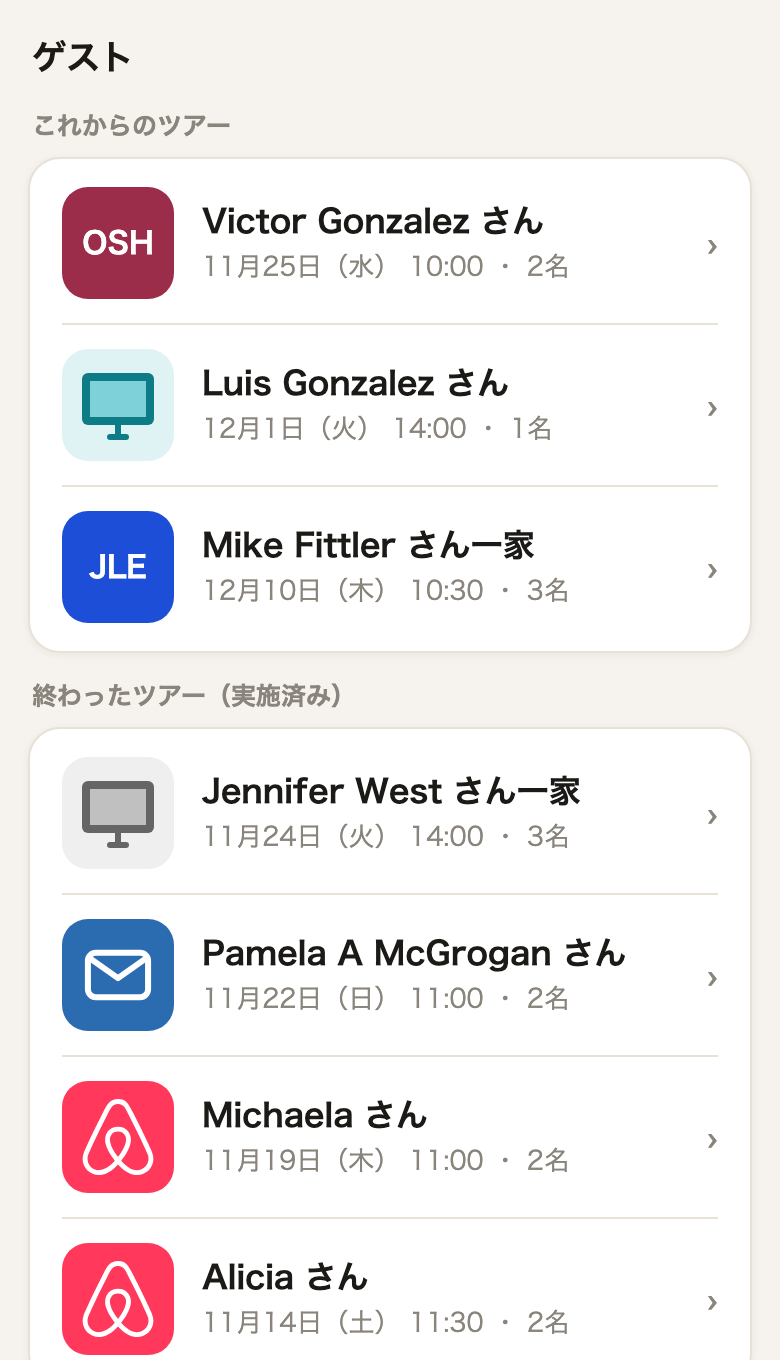 ゲスト
これからのツアー
OSH
Victor Gonzalez さん
11月25日（水） 10:00 ・ 2名
›
Luis Gonzalez さん
12月1日（火） 14:00 ・ 1名
›
JLE
Mike Fittler さん一家
12月10日（木） 10:30 ・ 3名
›
終わったツアー（実施済み）
Jennifer West さん一家
11月24日（火） 14:00 ・ 3名
›
Pamela A McGrogan さん
11月22日（日） 11:00 ・ 2名
›
Michaela さん
11月19日（木） 11:00 ・ 2名
›
Alicia さん
11月14日（土） 11:30 ・ 2名
›